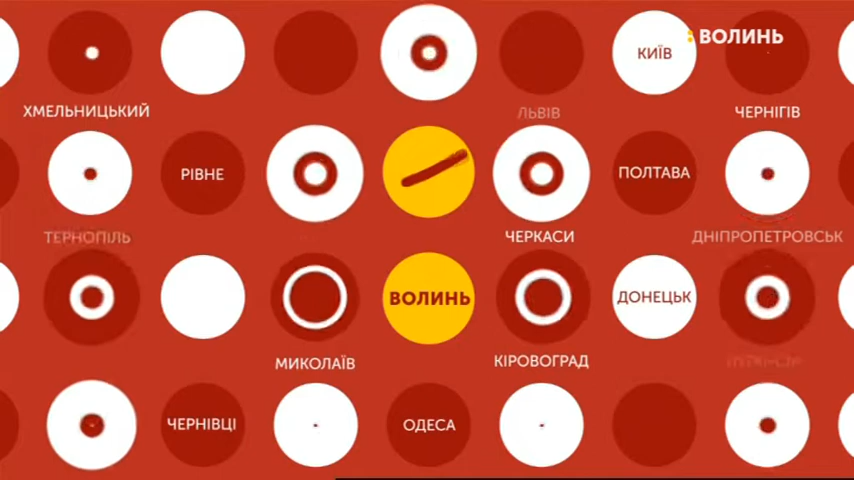 КИЇВ
ВОЛИНЬ
ХМЕЛЬНИЦЬКИЙ
ЛЬВІВ
ЧЕРНІГІВ
РІВНЕ
ПОЛТАВА
ТЕРНОПІЛЬ
ЧЕРКАСИ
ДНІПРОПЕТРОВСЬК
ВОЛИНЬ
ДОНЕЦЬК
МИКОЛАЇВ
КІРОВОГРАД
ЧЕРНІВЦІ
ОДЕСА